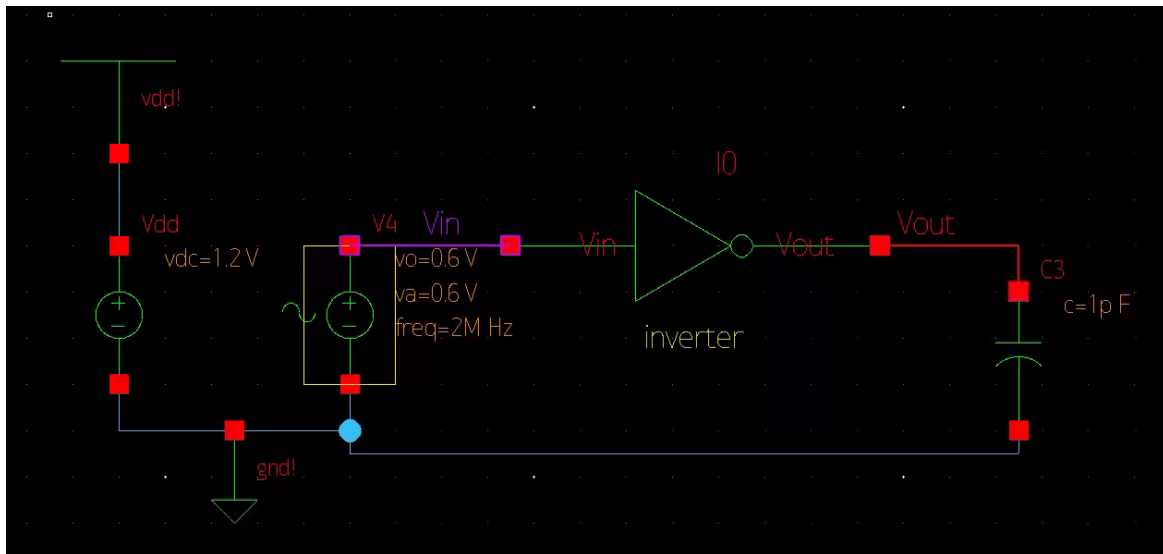 vdd!
Vdd
vdc=1.2 V
V4
Vin
vo=0.6 V
va=0.6 V
freq=2M Hz
Vin
I0
Vout
inverter
Vout
C3
c=1p F
gnd!